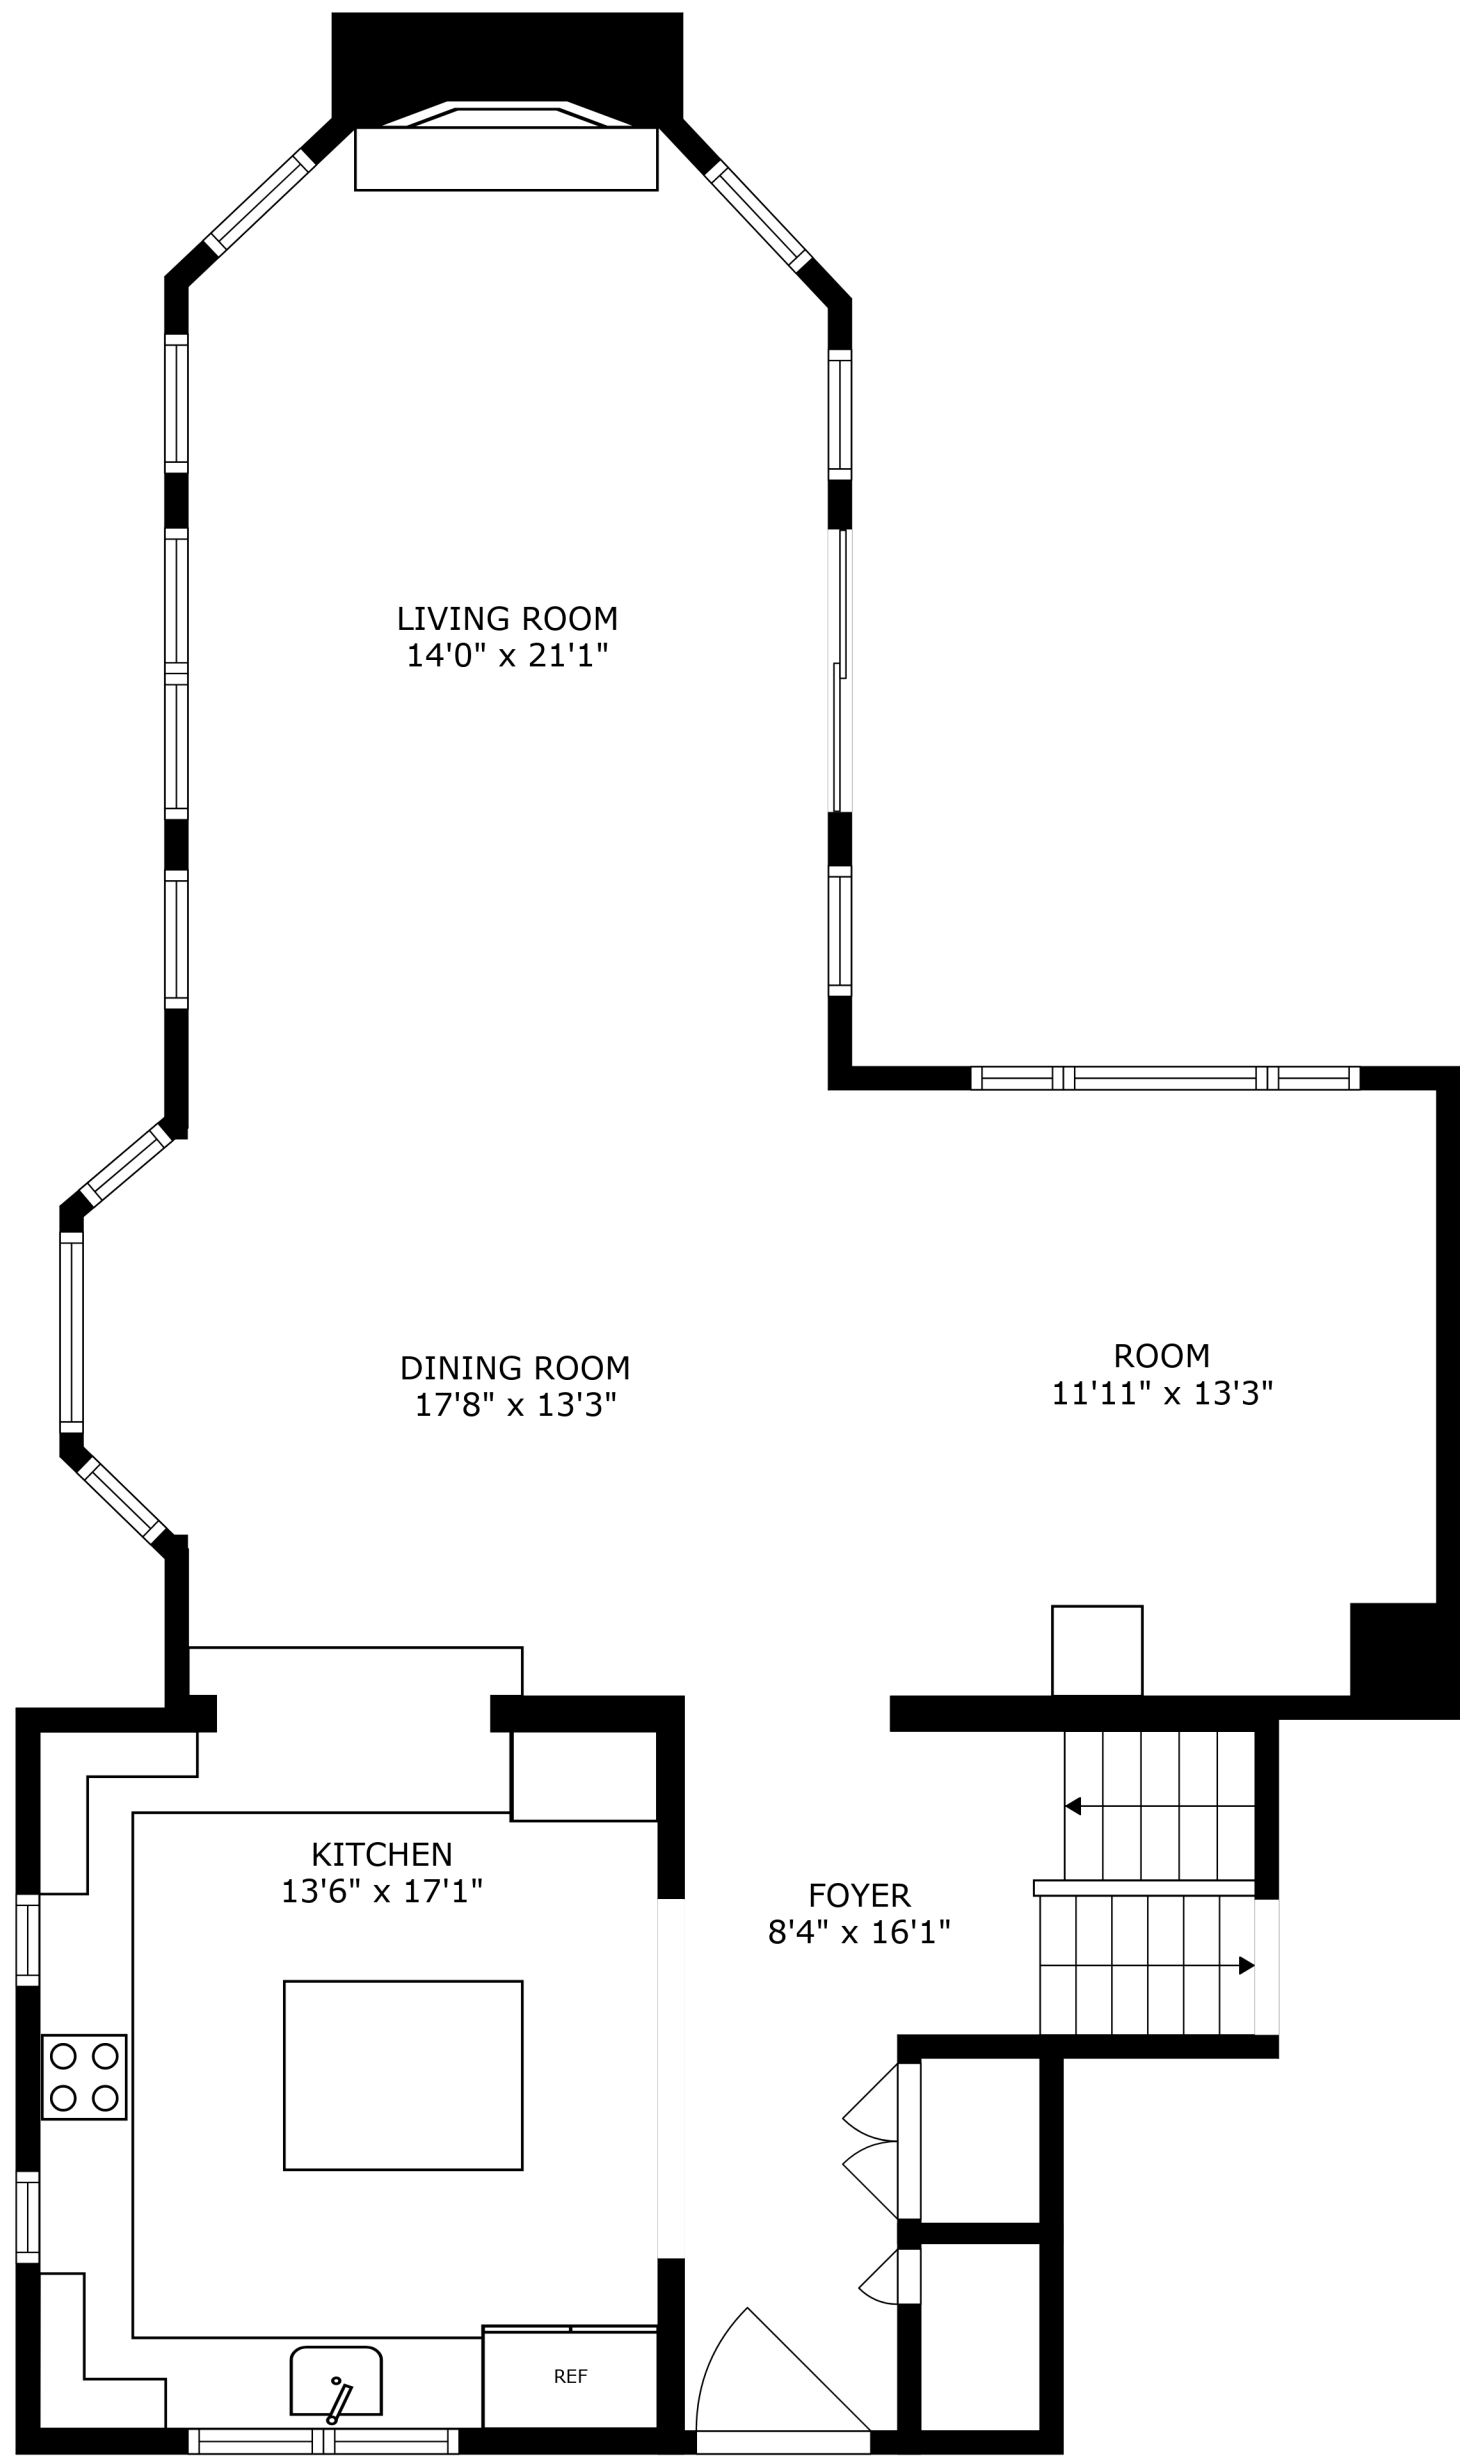 LIVING ROOM
14'0" x 21'1"
DINING ROOM
17'8" x 13'3"
ROOM
11'11" x 13'3"
KITCHEN
13'6" x 17'1"
FOYER
8'4" x 16'1"
REF